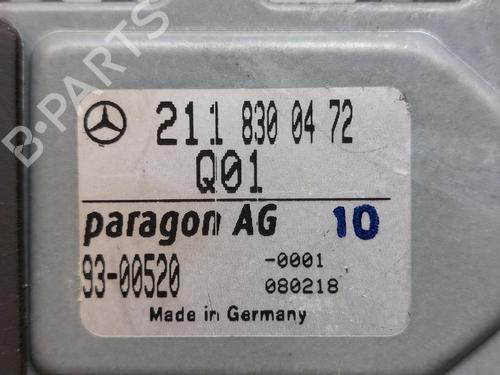 211 830 04 72
Q01
paragon AG 10
93-00520 -0001
080218
Made in Germany
B-PARTS